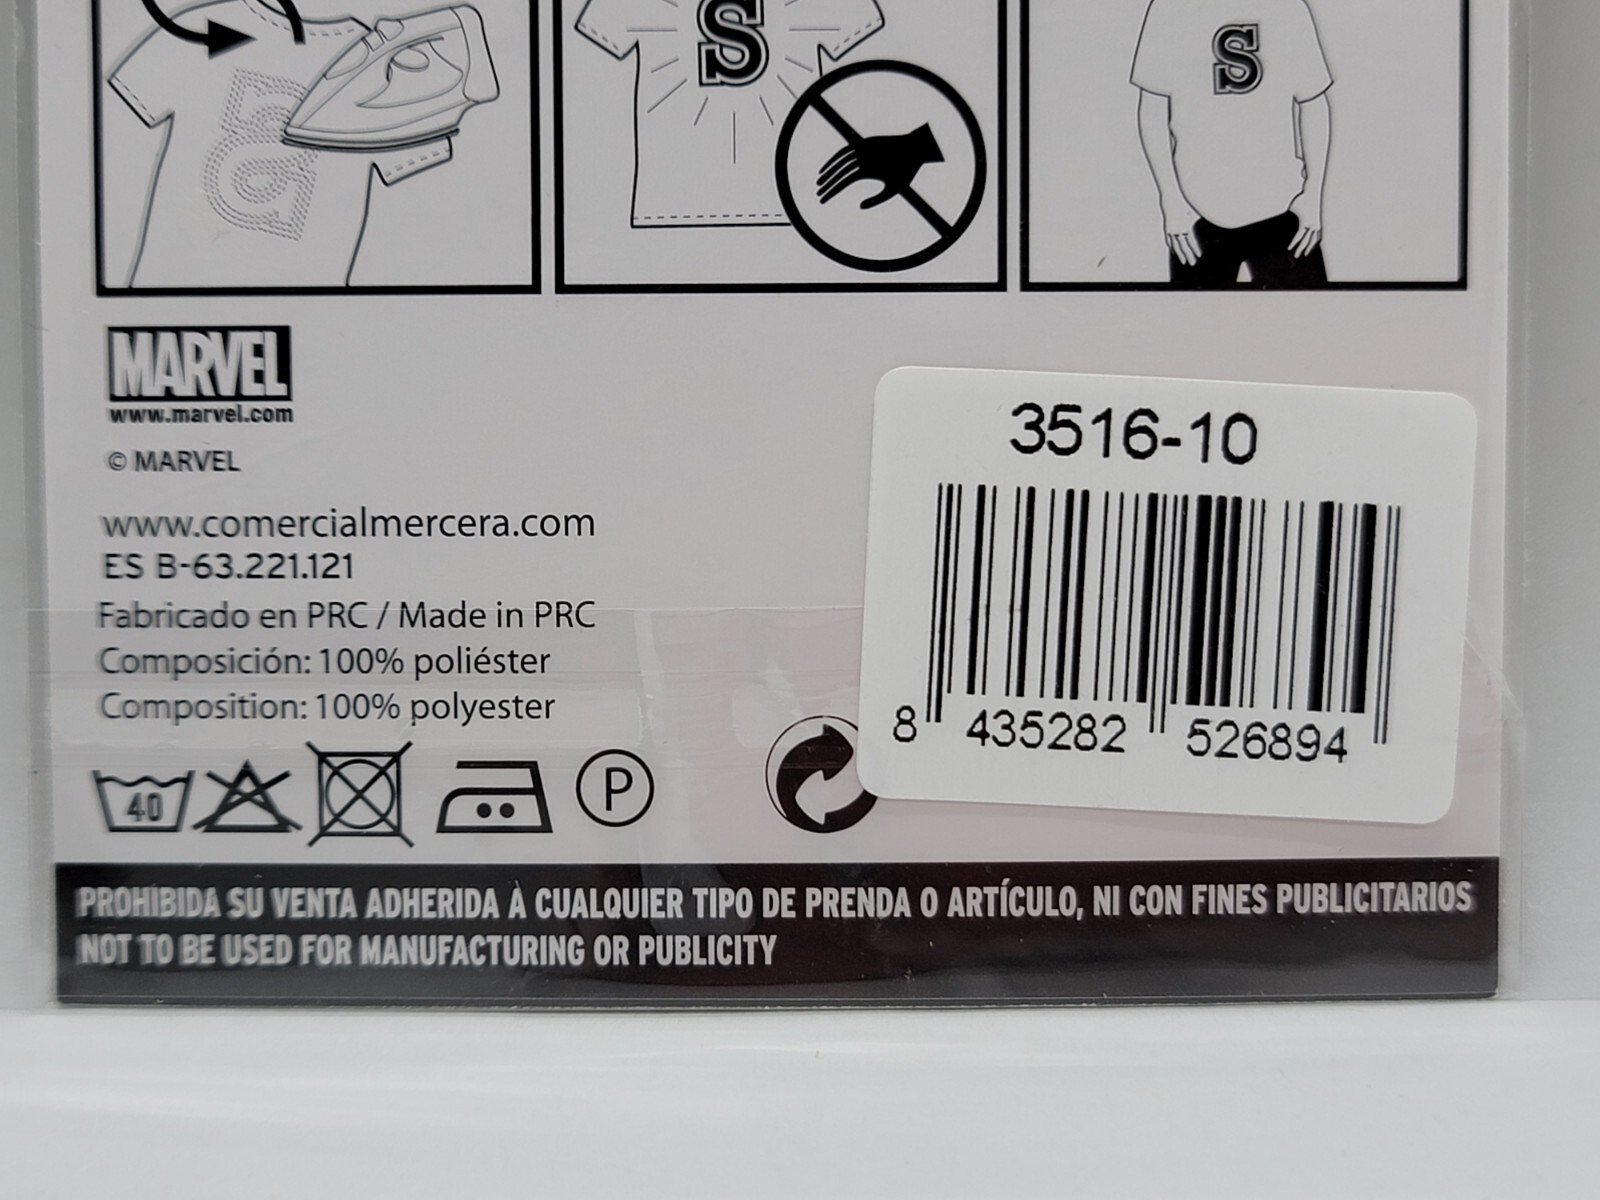 S
S
MARVEL
www.marvel.com
© MARVEL
www.comercialmercera.com
ES B-63.221.121
Fabricado en PRC / Made in PRC
Composición: 100% poliéster
Composition: 100% polyester
40
P
3516-10
8 435282 526894
PROHIBIDA SU VENTA ADHERIDA À CUALQUIER TIPO DE PRENDA O ARTÍCULO, NI CON FINES PUBLICITARIOS
NOT TO BE USED FOR MANUFACTURING OR PUBLICITY